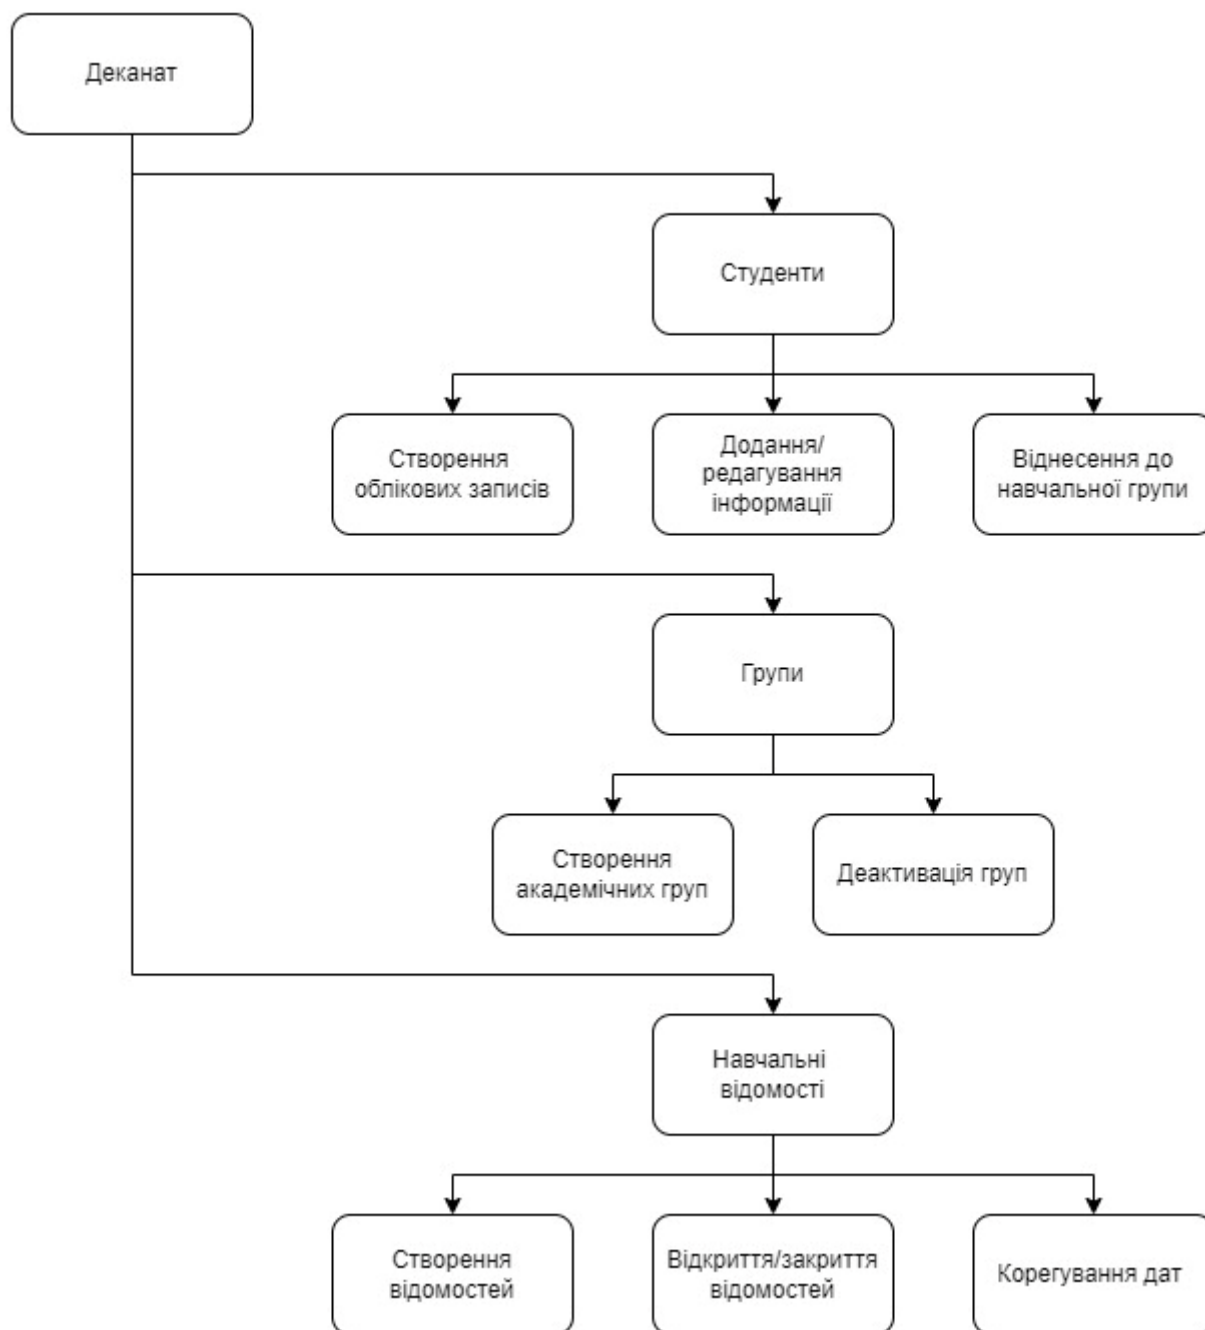 Деканат
Студенти
Створення
облікових записів
Додання/
редагування
інформації
Віднесення до
навчальної групи
Групи
Створення
академічних груп
Деактивація груп
Навчальні
відомості
Створення
відомостей
Відкриття/закриття
відомостей
Корегування дат